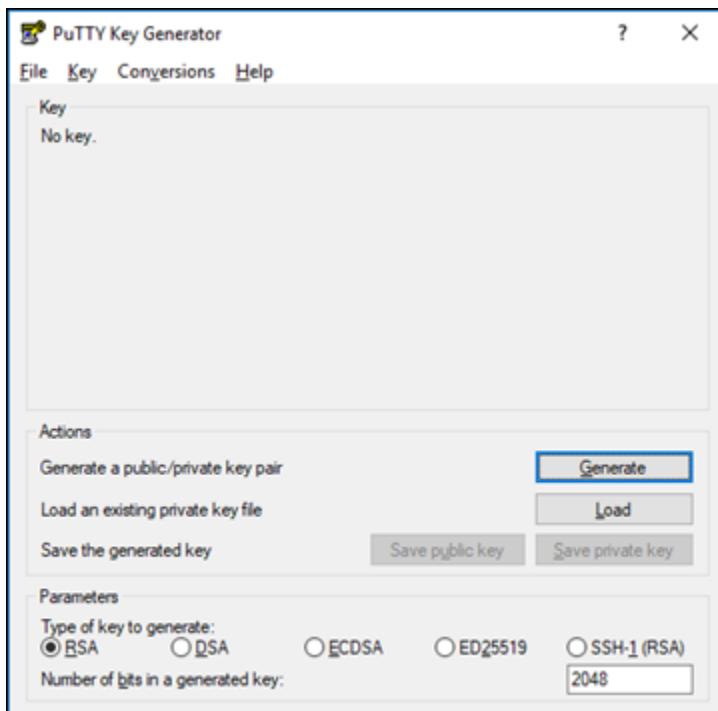 PuTTY Key Generator ?
File Key Conversions Help
Key
No key.
Actions
Generate a public/private key pair Generate
Load an existing private key file Load
Save the generated key Save public key Save private key
Parameters
Type of key to generate:
RSA DSA ECDSA ED25519 SSH-1 (RSA)
Number of bits in a generated key: 2048